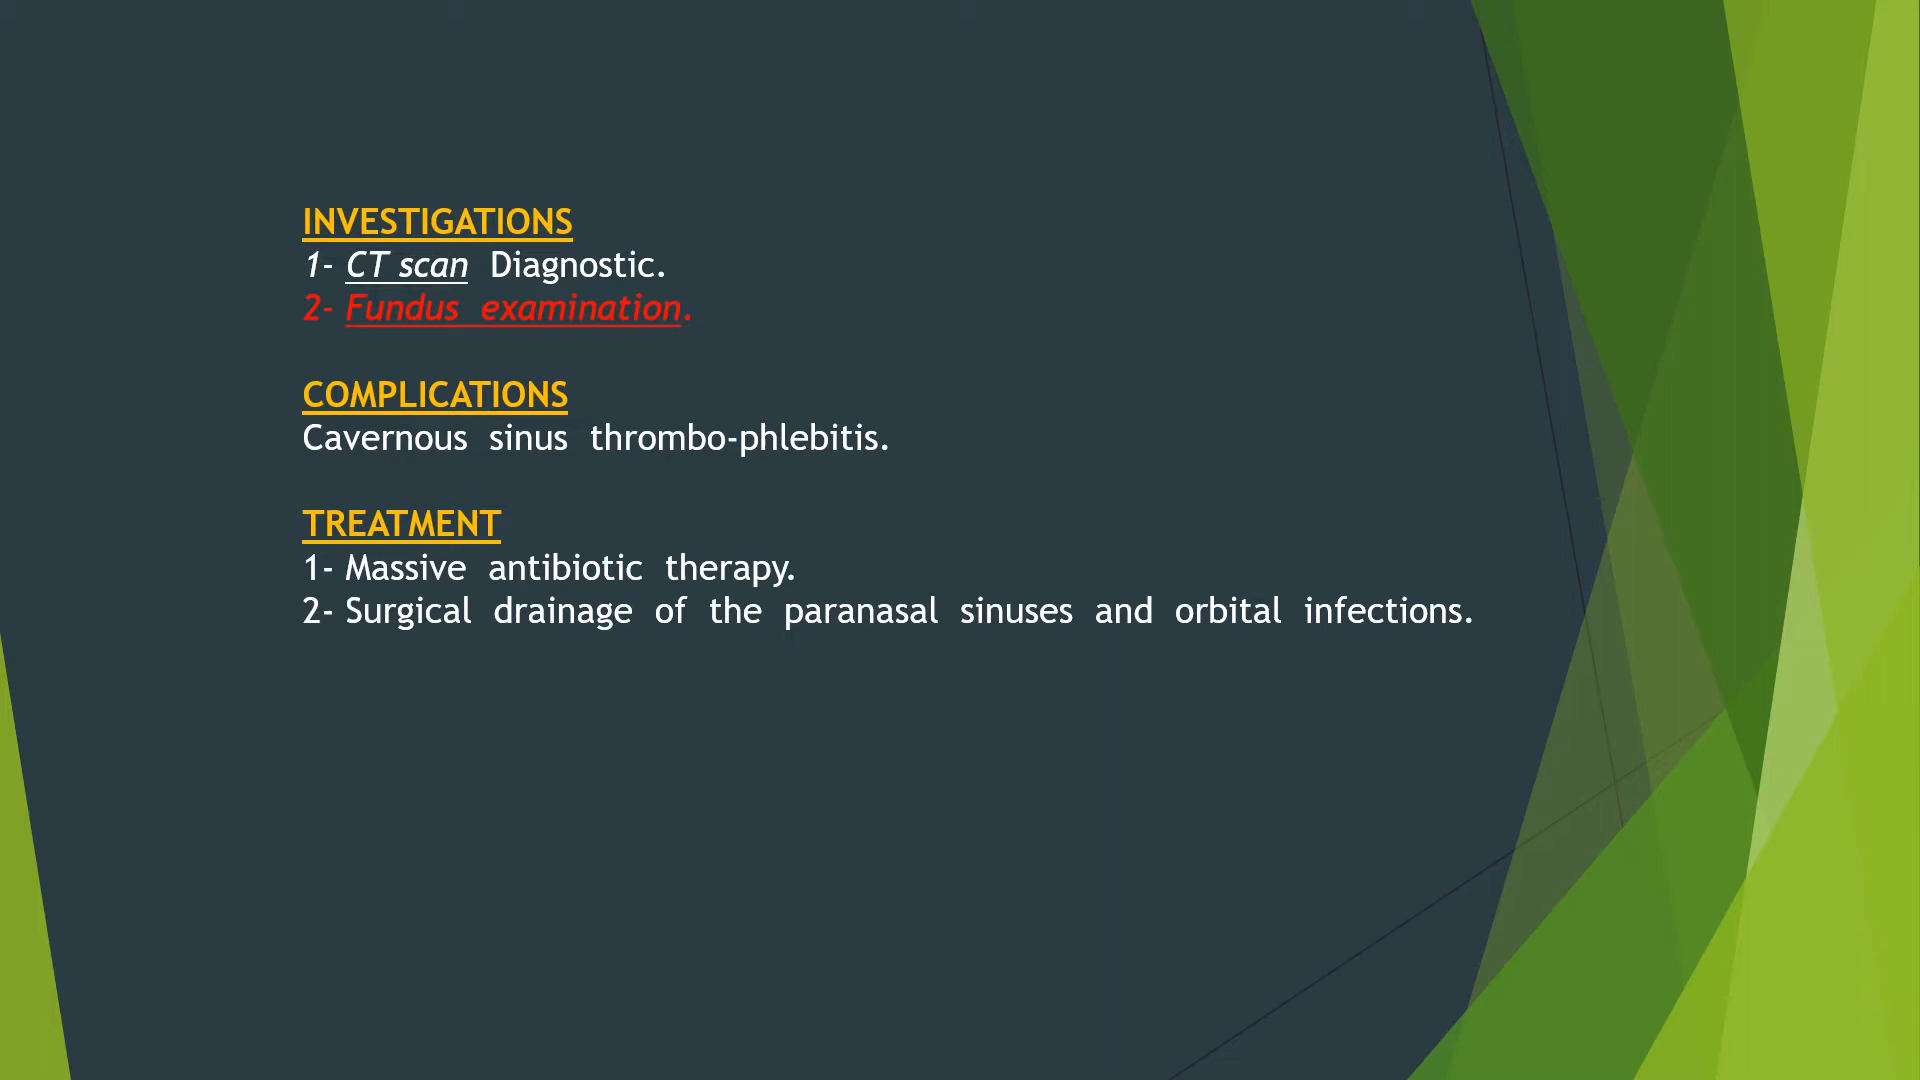 INVESTIGATIONS
1- CT scan Diagnostic.
2- Fundus examination.
COMPLICATIONS
Cavernous sinus thrombo-phlebitis.
TREATMENT
1- Massive antibiotic therapy.
2- Surgical drainage of the paranasal sinuses and orbital infections.